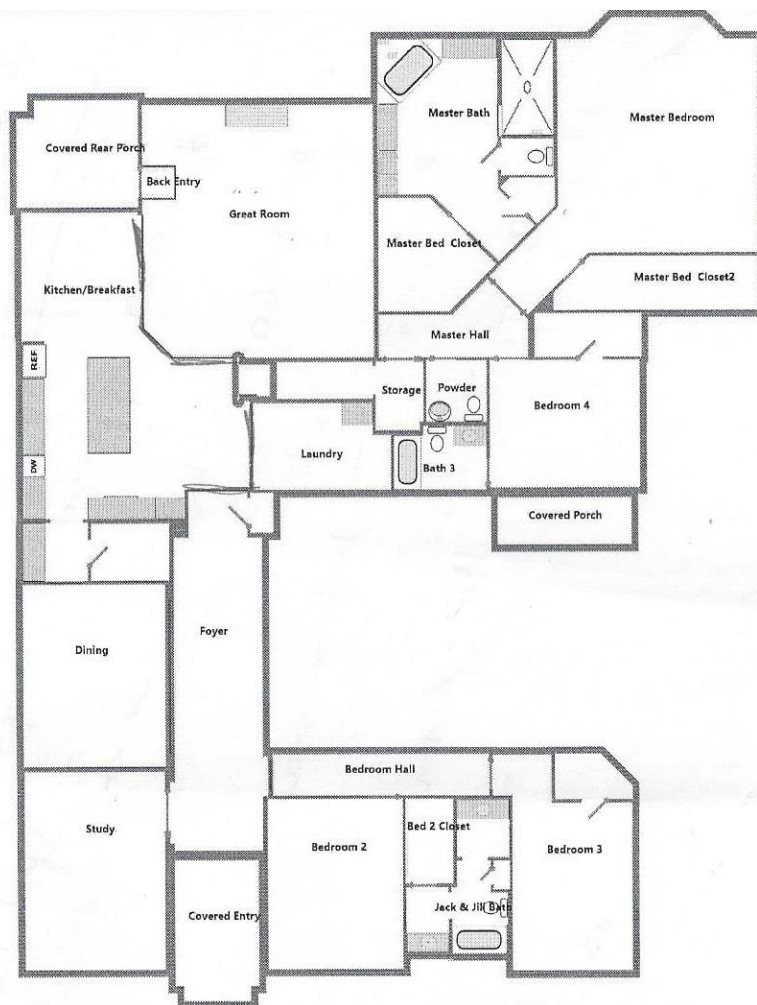 Master Bath
Master Bedroom
Covered Rear Porch
Back Entry
Great Room
Master Bed Closet
Master Bed Closet2
Kitchen/Breakfast
Master Hall
REF
Storage
Powder
Bedroom 4
Laundry
Bath 3
DW
Covered Porch
Foyer
Dining
Bedroom Hall
Study
Bed 2 Closet
Bedroom 2
Bedroom 3
Covered Entry
Jack & Jill Bath